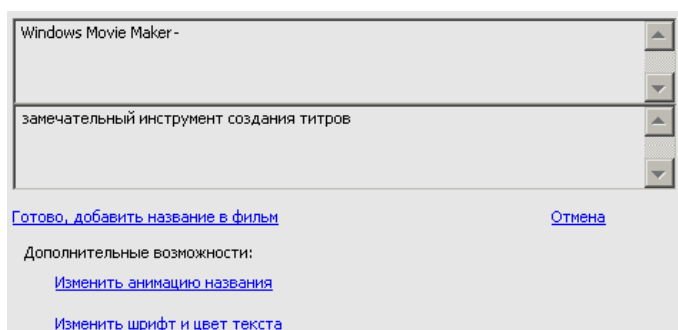 Windows Movie Maker-
замечательный инструмент создания титров
Готово, добавить название в фильм Отмена
Дополнительные возможности:
Изменить анимацию названия
Изменить шрифт и цвет текста